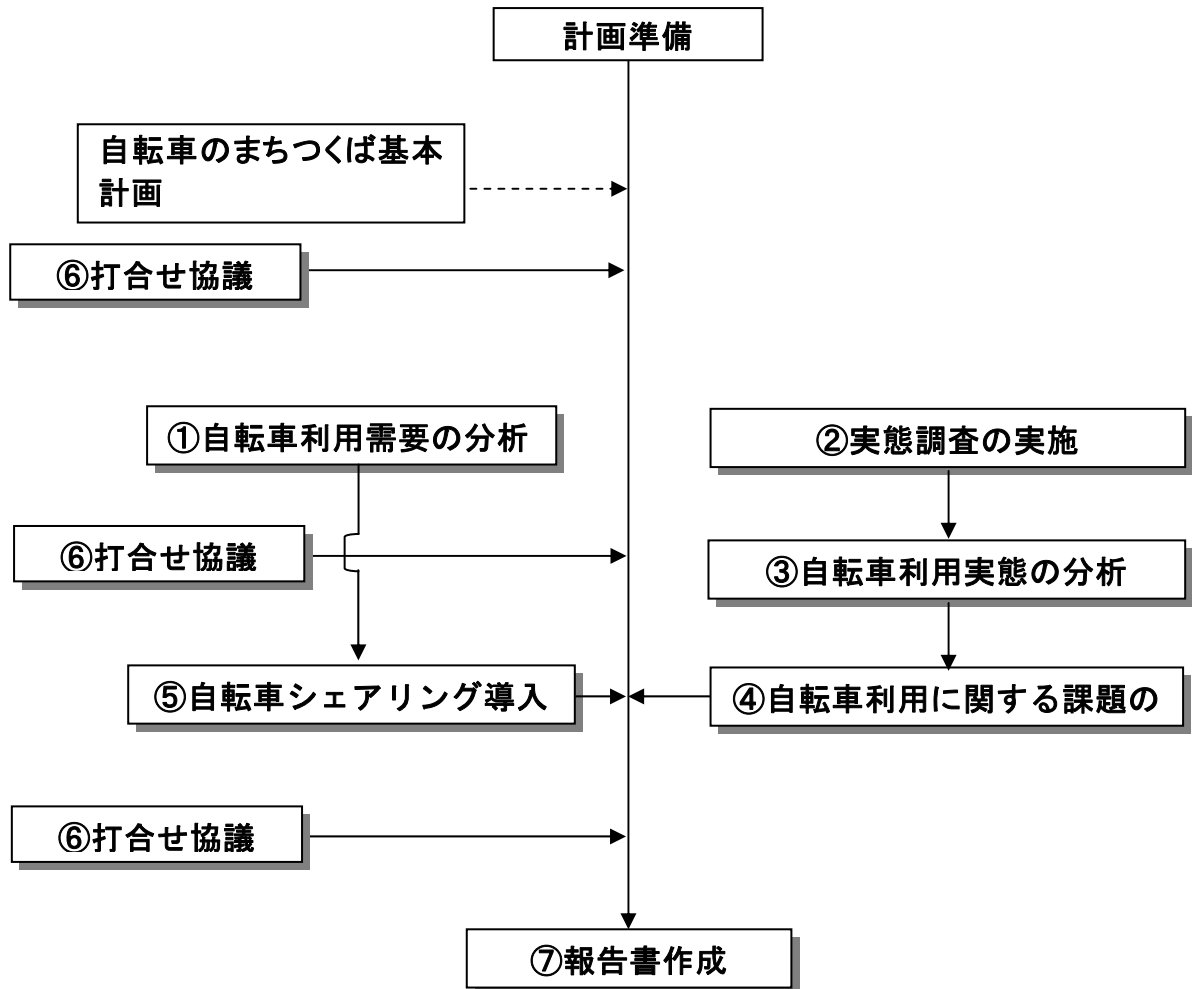 計画準備
自転車のまちつくば基本
計画
⑥打合せ協議
①自転車利用需要の分析
②実態調査の実施
⑥打合せ協議
③自転車利用実態の分析
⑤自転車シェアリング導入
④自転車利用に関する課題の
⑥打合せ協議
⑦報告書作成